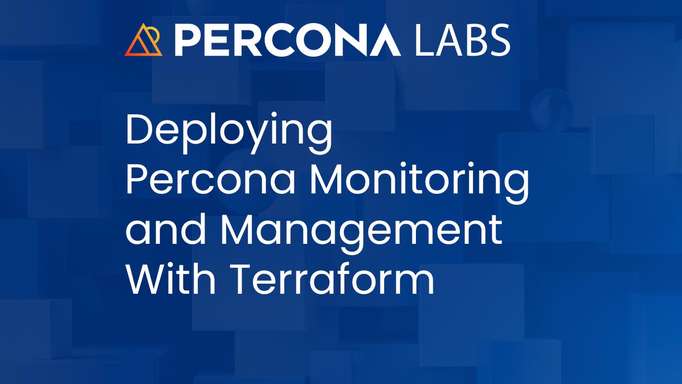 PERCONA LABS
Deploying
Percona Monitoring
and Management
With Terraform